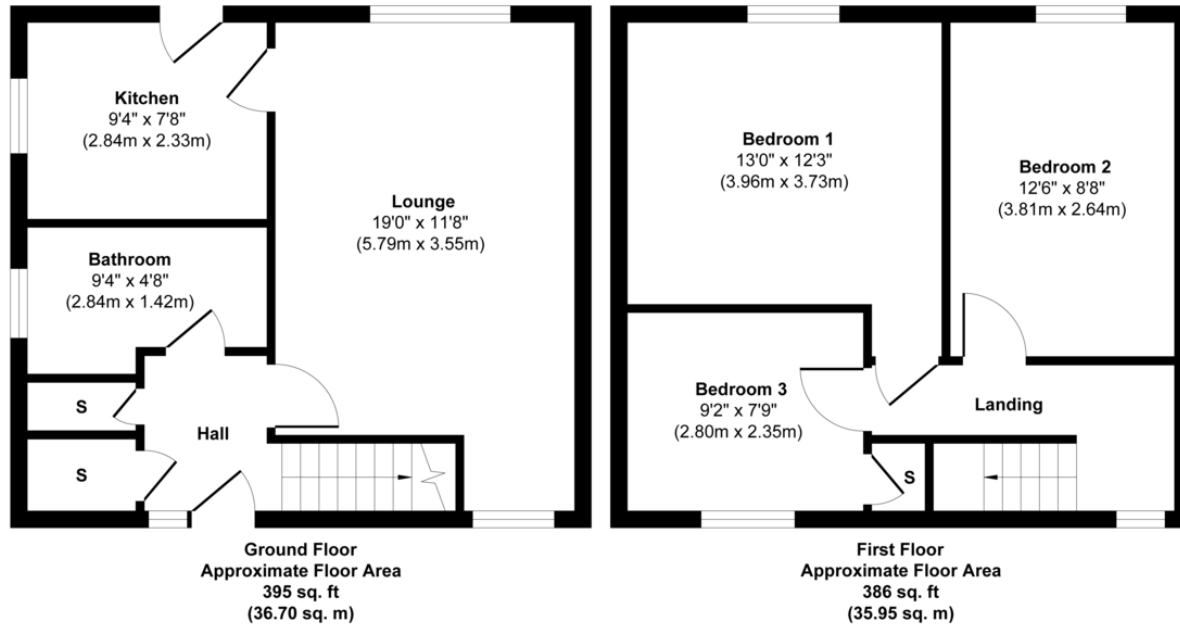 Kitchen
9'4" x 7'8"
(2.84m x 2.33m)
Lounge
19'0" x 11'8"
(5.79m x 3.55m)
Bathroom
9'4" x 4'8"
(2.84m x 1.42m)
S
S
Hall
Ground Floor
Approximate Floor Area
395 sq. ft
(36.70 sq. m)
Bedroom 1
13'0" x 12'3"
(3.96m x 3.73m)
Bedroom 2
12'6" x 8'8"
(3.81m x 2.64m)
Bedroom 3
9'2" x 7'9"
(2.80m x 2.35m)
Landing
S
First Floor
Approximate Floor Area
386 sq. ft
(35.95 sq. m)